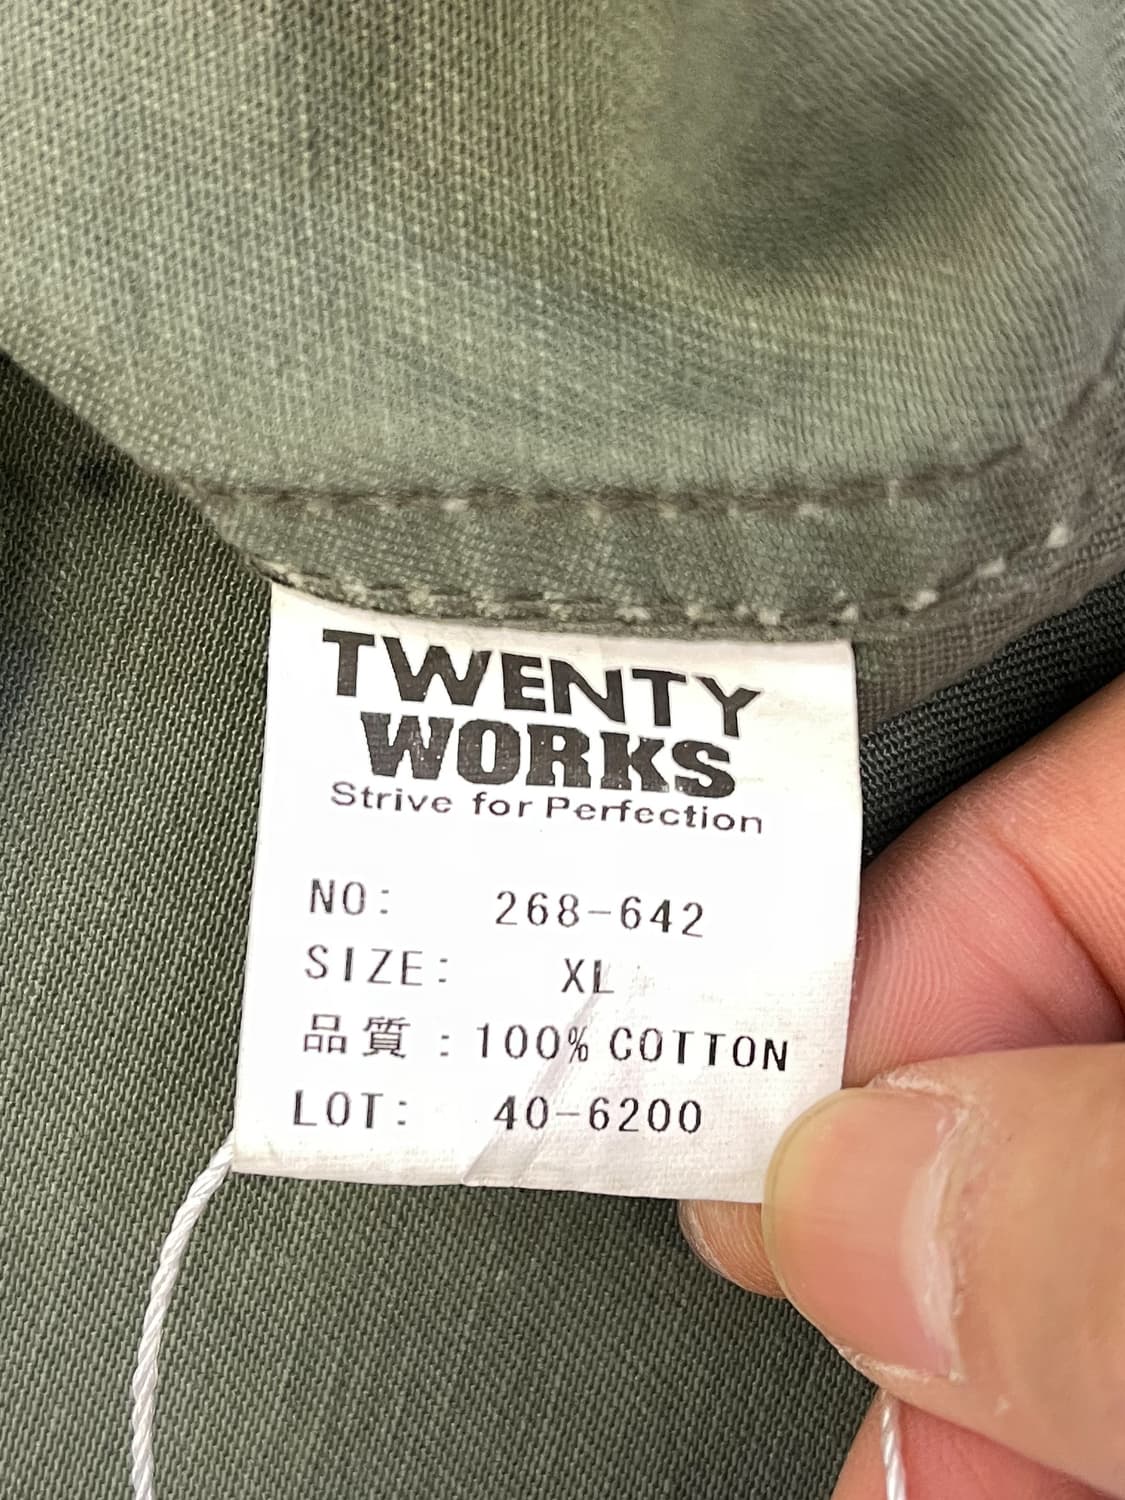 TWENTY
WORKS
Strive for Perfection
NO: 268-642
SIZE: XL
品質:100% COTTON
LOT: 40-6200